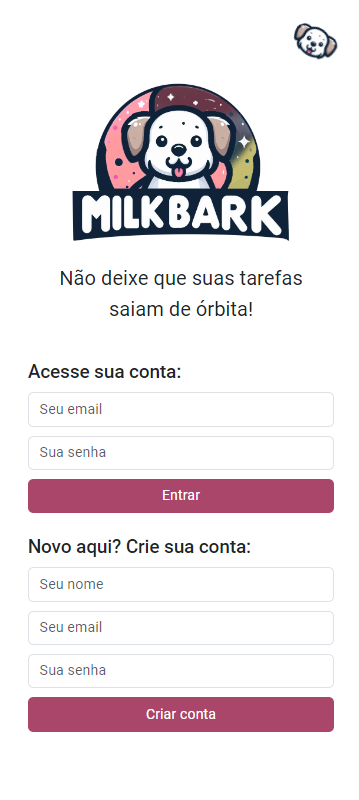 MILKBARK
Não deixe que suas tarefas
saiam de órbita!
Acesse sua conta:
Seu email
Sua senha
Entrar
Novo aqui? Crie sua conta:
Seu nome
Seu email
Sua senha
Criar conta